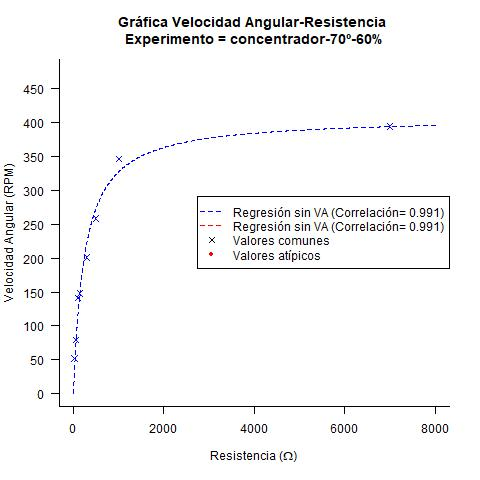 Gráfica Velocidad Angular-Resistencia
Experimento = concentrador-70º-60%
Velocidad Angular (RPM)
450
400
350
300
250
200
150
100
50
0
Regresión sin VA (Correlación= 0.991)
Regresión sin VA (Correlación= 0.991)
Valores comunes
Valores atípicos
0 2000 4000 6000 8000
Resistencia (Ω)